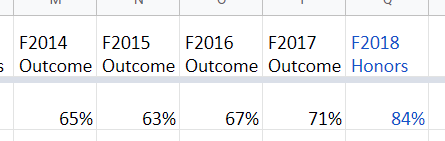 M N O P Q
F2014 F2015 F2016 F2017 F2018
s Outcome Outcome Outcome Outcome Honors
65% 63% 67% 71% 84%